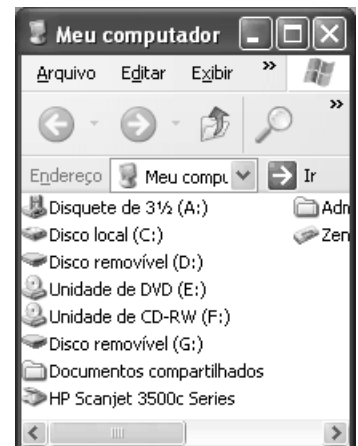 Meu computador
Arquivo Editar Exibir »
»
Endereço Meu compu Ir
Disquete de 3½ (A:) Adn
Disco local (C:) Zen
Disco removível (D:)
Unidade de DVD (E:)
Unidade de CD-RW (F:)
Disco removível (G:)
Documentos compartilhados
HP Scanjet 3500c Series